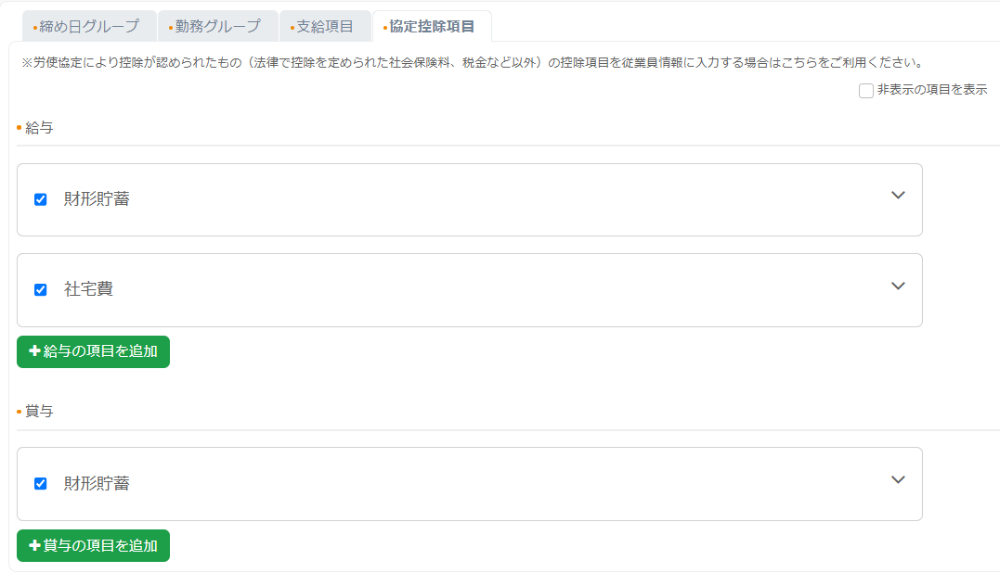 •締め日グループ •勤務グループ •支給項目 •協定控除項目
※労使協定により控除が認められたもの（法律で控除を定められた社会保険料、税金など以外）の控除項目を従業員情報に入力する場合はこちらをご利用ください。
非表示の項目を表示
•給与
財形貯蓄
社宅費
+給与の項目を追加
•賞与
財形貯蓄
+賞与の項目を追加